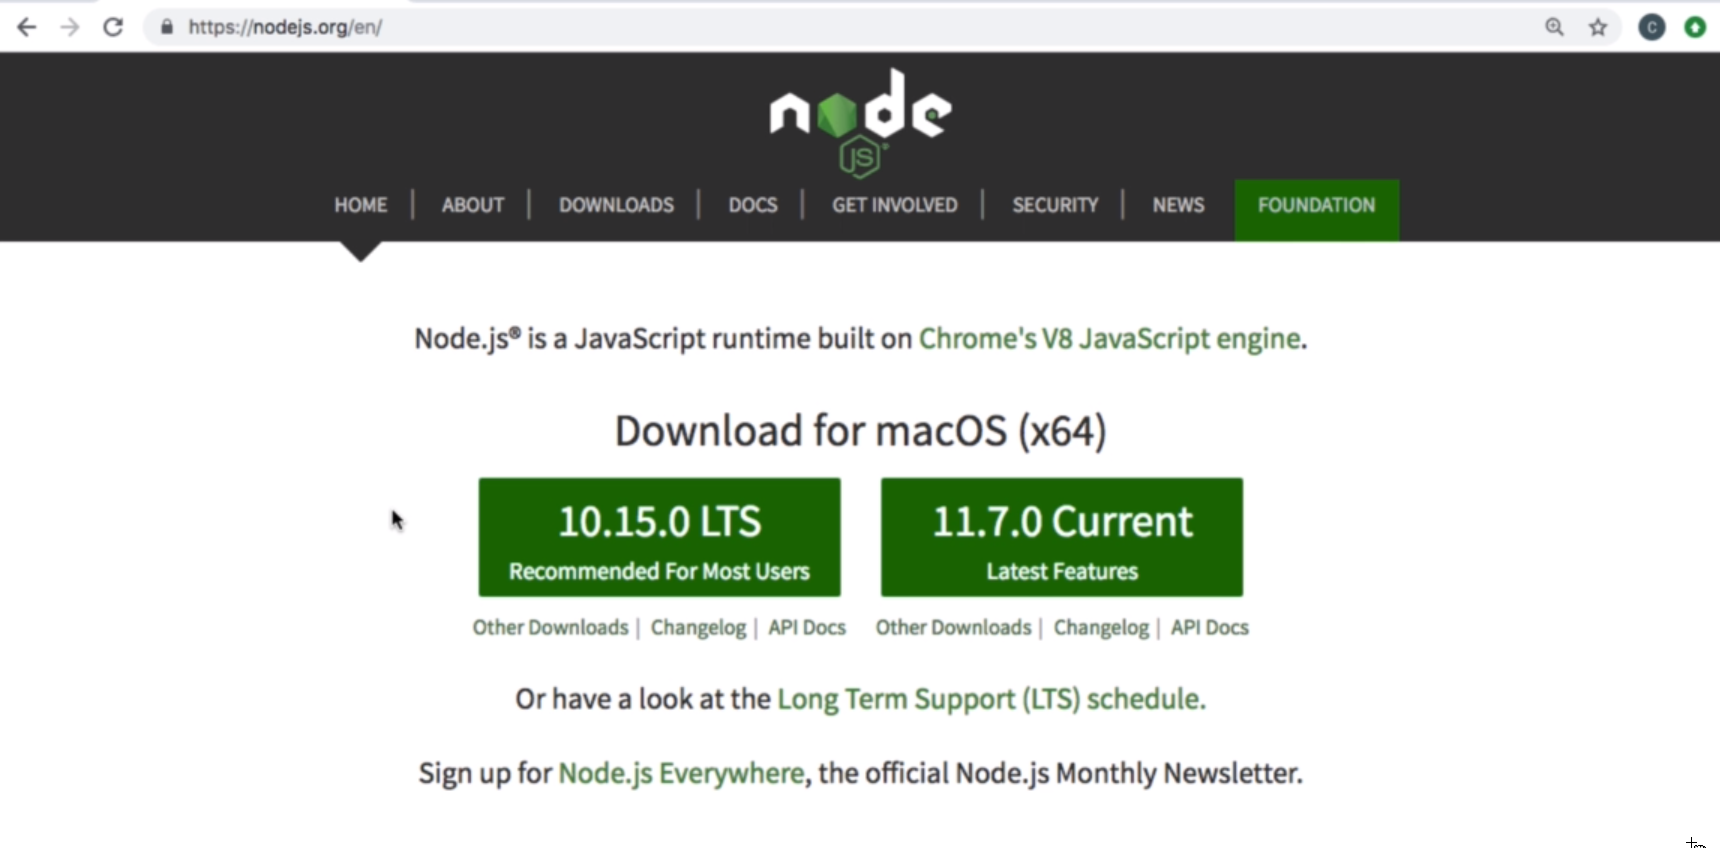 https://nodejs.org/en/
C
node
JS®
HOME | ABOUT | DOWNLOADS | DOCS | GET INVOLVED | SECURITY | NEWS FOUNDATION
Node.js® is a JavaScript runtime built on Chrome's V8 JavaScript engine.
Download for macOS (x64)
10.15.0 LTS
Recommended For Most Users
11.7.0 Current
Latest Features
Other Downloads | Changelog | API Docs
Other Downloads | Changelog | API Docs
Or have a look at the Long Term Support (LTS) schedule.
Sign up for Node.js Everywhere, the official Node.js Monthly Newsletter.